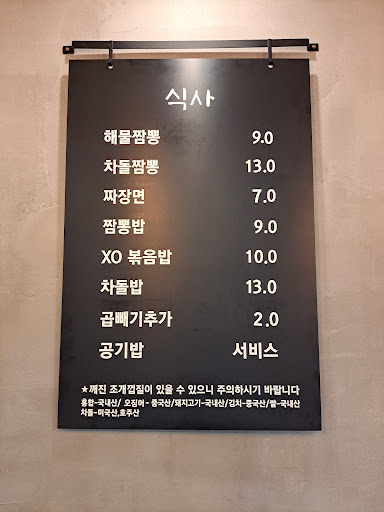 식사
해물짬뽕 9.0
차돌짬뽕 13.0
짜장면 7.0
짬뽕밥 9.0
XO 볶음밥 10.0
차돌밥 13.0
곱빼기추가 2.0
공기밥 서비스
★깨진 조개껍질이 있을 수 있으니 주의하시기 바랍니다
홍합-국내산/ 오징어-중국산/돼지고기-국내산/김치-중국산/쌀-국내산
차돌-미국산,호주산